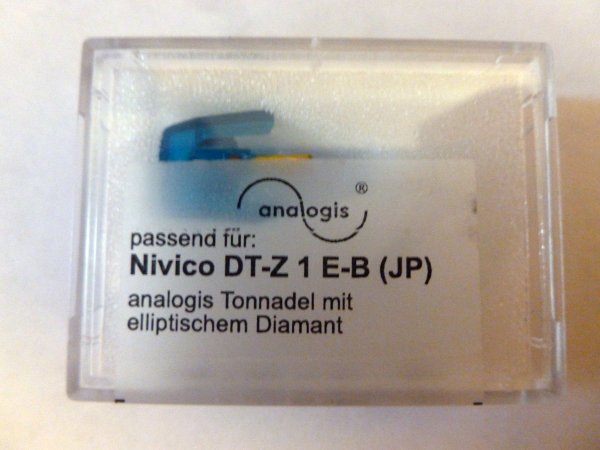 analogis ®
passend für:
Nivico DT-Z 1 E-B (JP)
analogis Tonnadel mit
elliptischem Diamant